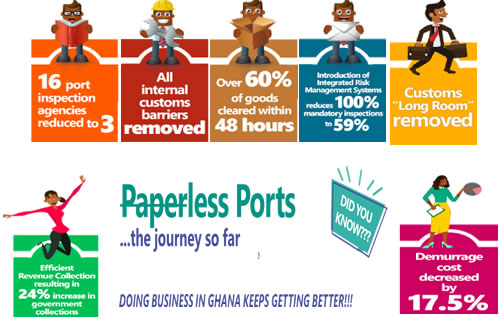 16 port
inspection
agencies
reduced to 3
All
internal
customs
barriers
removed
Over 60%
of goods
cleared within
48 hours
Introduction of
Integrated Risk
Management Systems
reduces 100%
mandatory inspections
to 59%
Customs
"Long Room"
removed
Efficient
Revenue Collection
resulting in
24% increase in
government
collections
Paperless Ports
...the journey so far
DID YOU
KNOW???
DOING BUSINESS IN GHANA KEEPS GETTING BETTER!!!
Demurrage
cost
decreased
by
17.5%